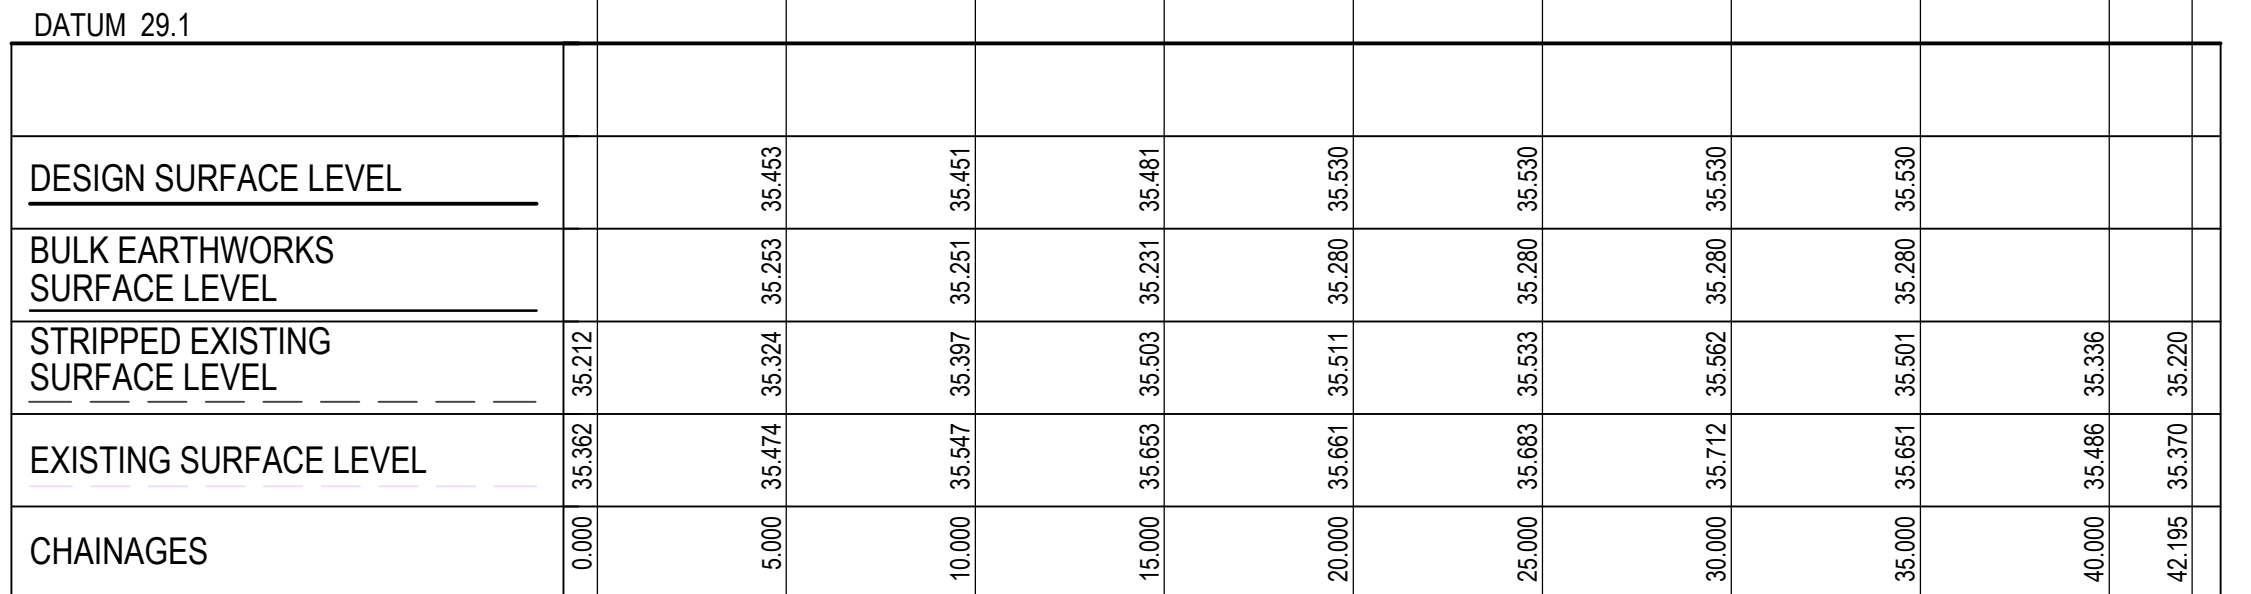 DATUM 29.1
DESIGN SURFACE LEVEL
35.453 35.451 35.481 35.530 35.530 35.530 35.530
BULK EARTHWORKS
SURFACE LEVEL
35.253 35.251 35.231 35.280 35.280 35.280 35.280
STRIPPED EXISTING
SURFACE LEVEL
35.212 35.324 35.397 35.503 35.511 35.533 35.562 35.501 35.336 35.220
EXISTING SURFACE LEVEL
35.362 35.474 35.547 35.653 35.661 35.683 35.712 35.651 35.486 35.370
CHAINAGES
0.000 5.000 10.000 15.000 20.000 25.000 30.000 35.000 40.000 42.195